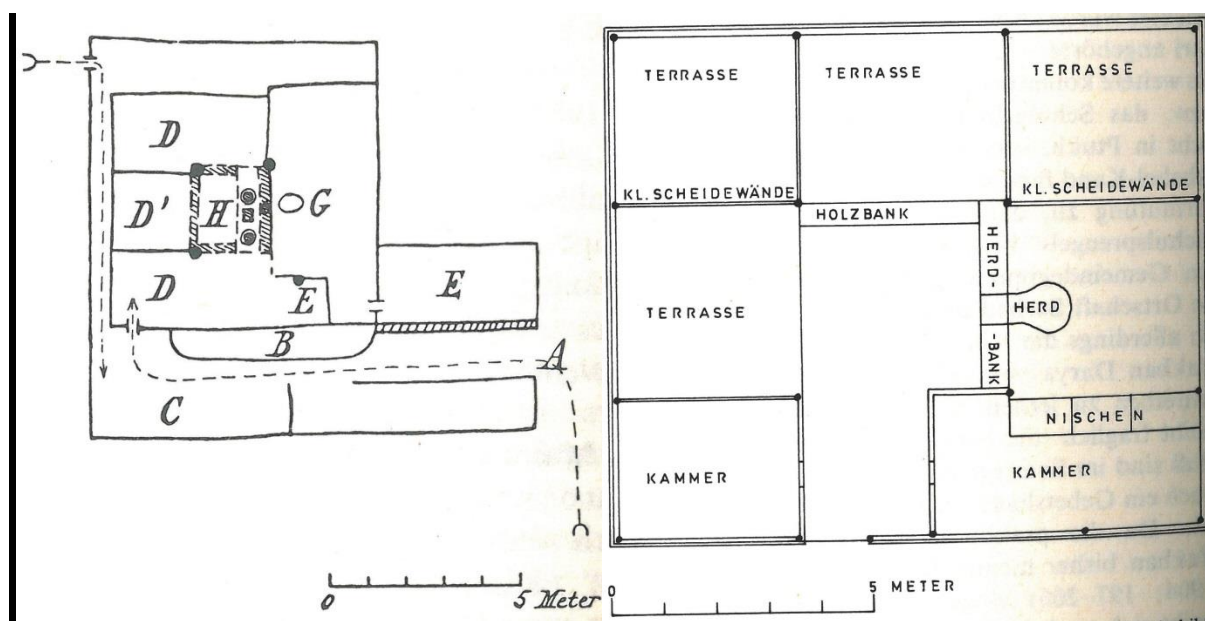 D
D'
H
G
D
E
E
B
A
C
0
5 Meter
TERRASSE
TERRASSE
TERRASSE
KL. SCHEIDEWÄNDE
KL. SCHEIDEWÄNDE
HOLZBANK
HERD-
HERD
-BANK
TERRASSE
NISCHEN
KAMMER
KAMMER
0
5 METER